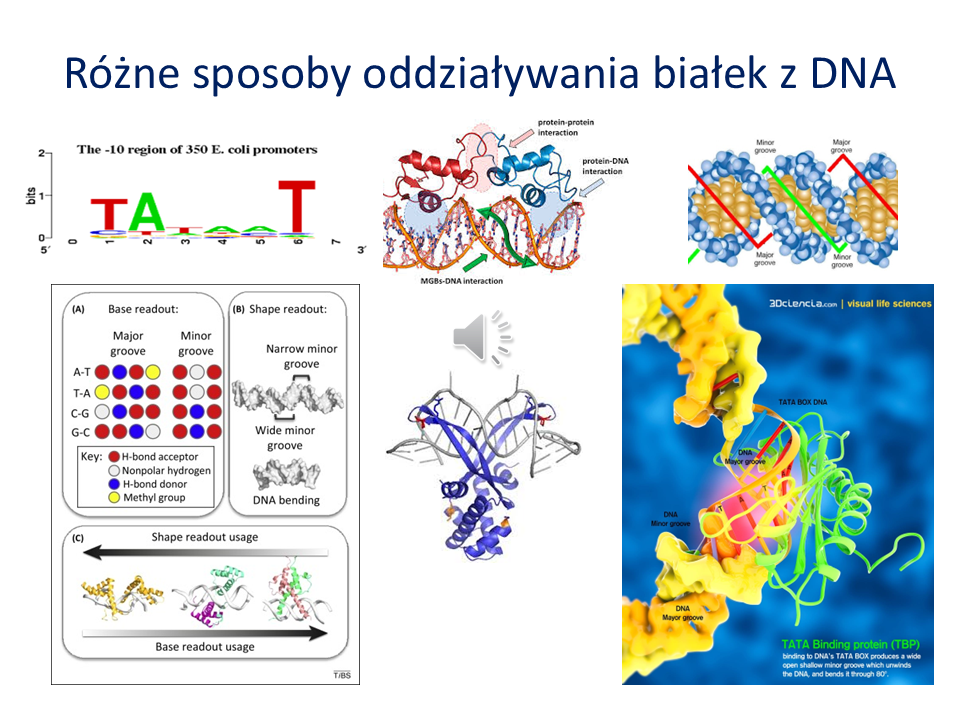 Różne sposoby oddziaływania białek z DNA
The -10 region of 350 E. coli promoters
2
bits
1
0
TATAAT
5´
0
1
2
3
4
5
6
7
3´
protein-protein
interaction
protein-DNA
interaction
MGBs-DNA interaction
Minor
groove
Major
groove
Major
groove
Minor
groove
(A)
Base readout:
Major
groove
Minor
groove
A-T
T-A
C-G
G-C
Key:
H-bond acceptor
Nonpolar hydrogen
H-bond donor
Methyl group
(B) Shape readout:
Narrow minor
groove
Wide minor
groove
DNA bending
(C)
Shape readout usage
Base readout usage
TiBS
3Dciencia.com | visual life sciences
TATA BOX DNA
DNA
Mayor groove
DNA
Minor groove
DNA
Mayor groove
TATA Binding protein (TBP)
binding to DNA's TATA BOX produces a wide
open shallow minor groove which unwinds
the DNA, and bends it through 80°.